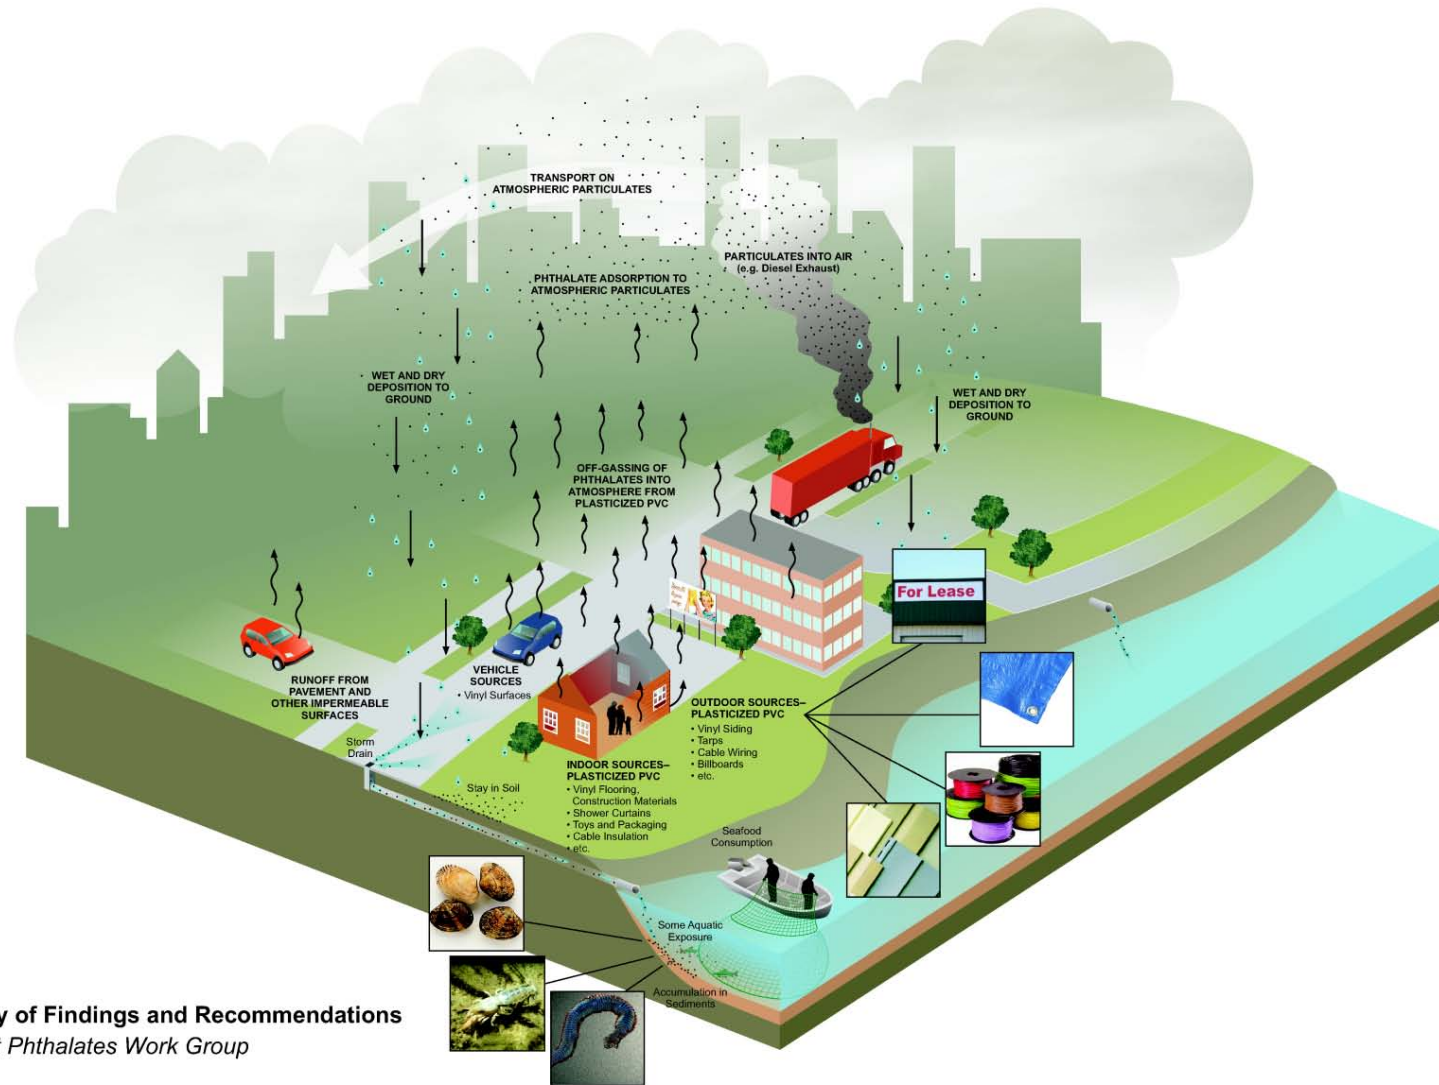 TRANSPORT ON
ATMOSPHERIC PARTICULATES
PARTICULATES INTO AIR
(e.g. Diesel Exhaust)
PHTHALATE ADSORPTION TO
ATMOSPHERIC PARTICULATES
WET AND DRY
DEPOSITION TO
GROUND
WET AND DRY
DEPOSITION TO
GROUND
OFF-GASSING OF
PHTHALATES INTO
ATMOSPHERE FROM
PLASTICIZED PVC
For Lease
RUNOFF FROM
PAVEMENT AND
OTHER IMPERMEABLE
SURFACES
VEHICLE
SOURCES
• Vinyl Surfaces
Storm
Drain
OUTDOOR SOURCES–
PLASTICIZED PVC
• Vinyl Siding
• Tarps
• Cable Wiring
• Billboards
• etc.
INDOOR SOURCES–
PLASTICIZED PVC
• Vinyl Flooring,
Construction Materials
• Shower Curtains
• Toys and Packaging
• Cable Insulation
• etc.
Stay in Soil
Seafood
Consumption
Some Aquatic
Exposure
Accumulation in
Sediments
y of Findings and Recommendations
t Phthalates Work Group